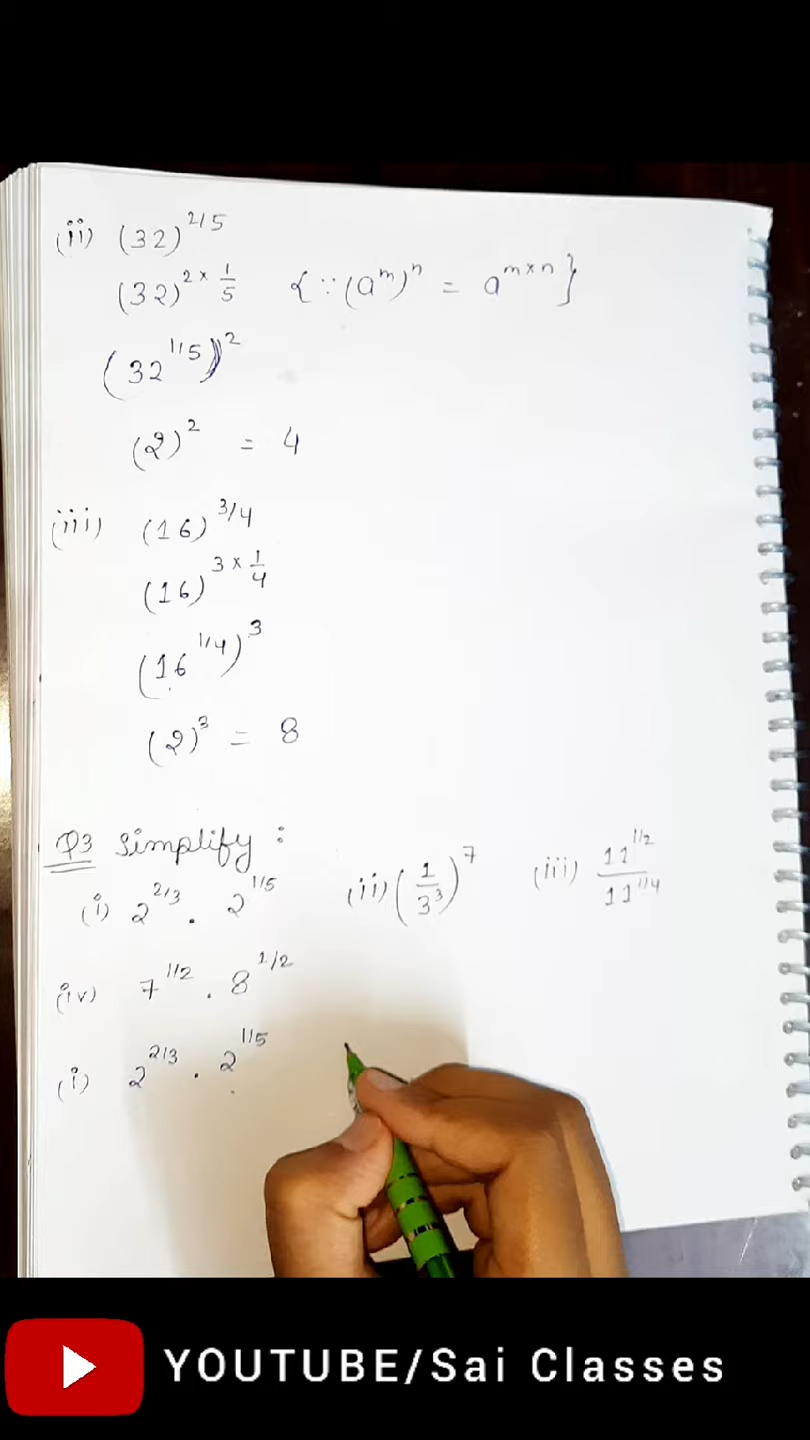 (ii) (32)^2/5
(32)^2 × 1/5 {∵ (a^m)^n = a^m×n}
(32^1/5)^2
(2)^2 = 4
(iii) (16)^3/4
(16)^3 × 1/4
(16^1/4)^3
(2)^3 = 8
Q3 Simplify :
(i) 2^2/3 . 2^1/5 (ii) (1/3^3)^7 (iii) 11^1/2 / 11^1/4
(iv) 7^1/2 . 8^1/2
(i) 2^2/3 . 2^1/5
YOUTUBE/Sai Classes